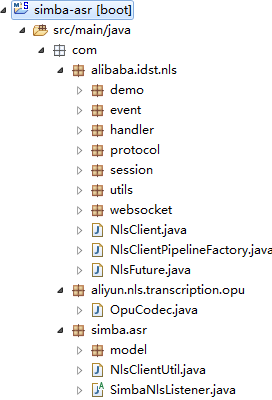 simba-asr [boot]
src/main/java
com
alibaba.idst.nls
demo
event
handler
protocol
session
utils
websocket
NlsClient.java
NlsClientPipelineFactory.java
NlsFuture.java
aliyun.nls.transcription.opu
OpuCodec.java
simba.asr
model
NlsClientUtil.java
SimbaNlsListener.java